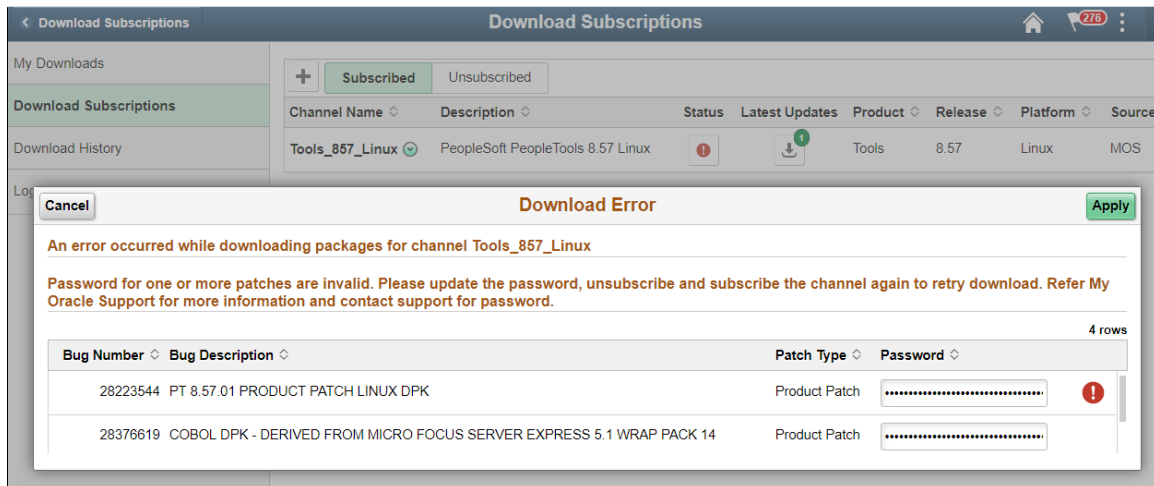 Download Subscriptions
Download Subscriptions
276
My Downloads
Download Subscriptions
Download History
Subscribed Unsubscribed
Channel Name Description Status Latest Updates Product Release Platform Source
Tools_857_Linux PeopleSoft PeopleTools 8.57 Linux 1 Tools 8.57 Linux MOS
Cancel Download Error Apply
An error occurred while downloading packages for channel Tools_857_Linux
Password for one or more patches are invalid. Please update the password, unsubscribe and subscribe the channel again to retry download. Refer My
Oracle Support for more information and contact support for password.
4 rows
Bug Number Bug Description Patch Type Password
28223544 PT 8.57.01 PRODUCT PATCH LINUX DPK Product Patch
28376619 COBOL DPK - DERIVED FROM MICRO FOCUS SERVER EXPRESS 5.1 WRAP PACK 14 Product Patch